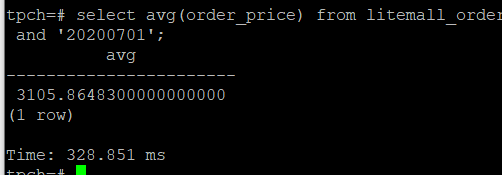 tpch=# select avg(order_price) from litemall_order
and '20200701';
avg
-----------------------
3105.8648300000000000
(1 row)
Time: 328.851 ms
tpch=#